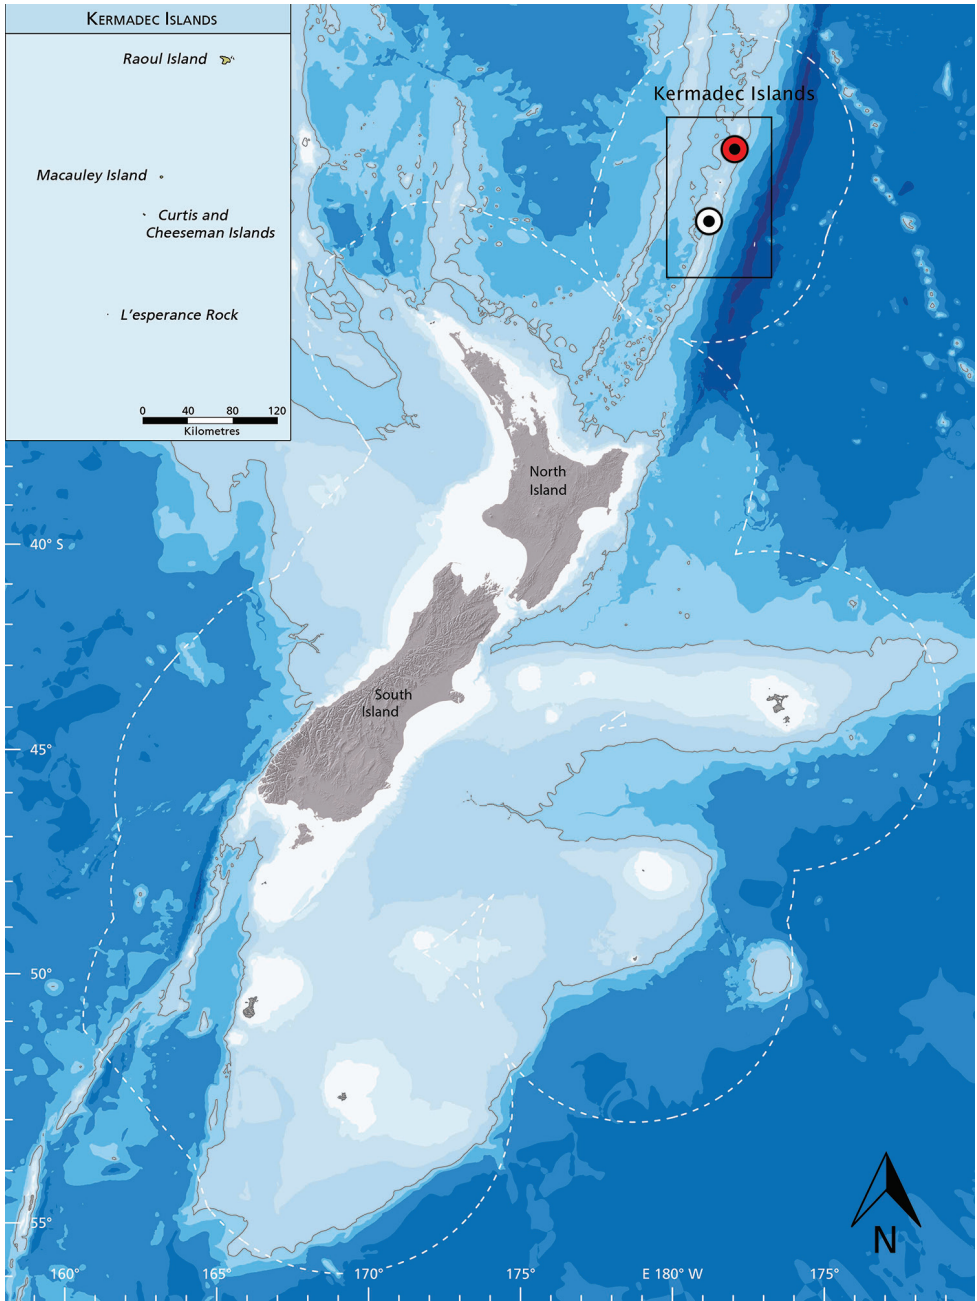 KERMADEC ISLANDS
Raoul Island
Macauley Island
Curtis and
Cheeseman Islands
L'esperance Rock
0 40 80 120
Kilometres
Kermadec Islands
North
Island
40° S
South
Island
45°
50°
55°
N
160° 165° 170° 175° E 180° W 175°